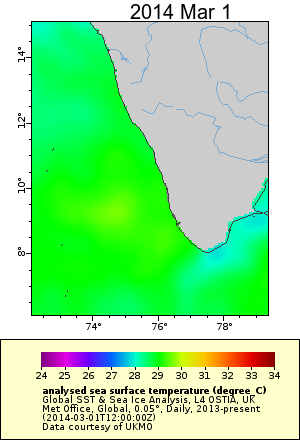 2014 Mar 1
14°
12°
10°
8°
74°
76°
78°
24 25 26 27 28 29 30 31 32 33 34
analysed sea surface temperature (degree_C)
Global SST & Sea Ice Analysis, L4 OSTIA, UK
Met Office, Global, 0.05°, Daily, 2013-present
(2014-03-01T12:00:00Z)
Data courtesy of UKMO